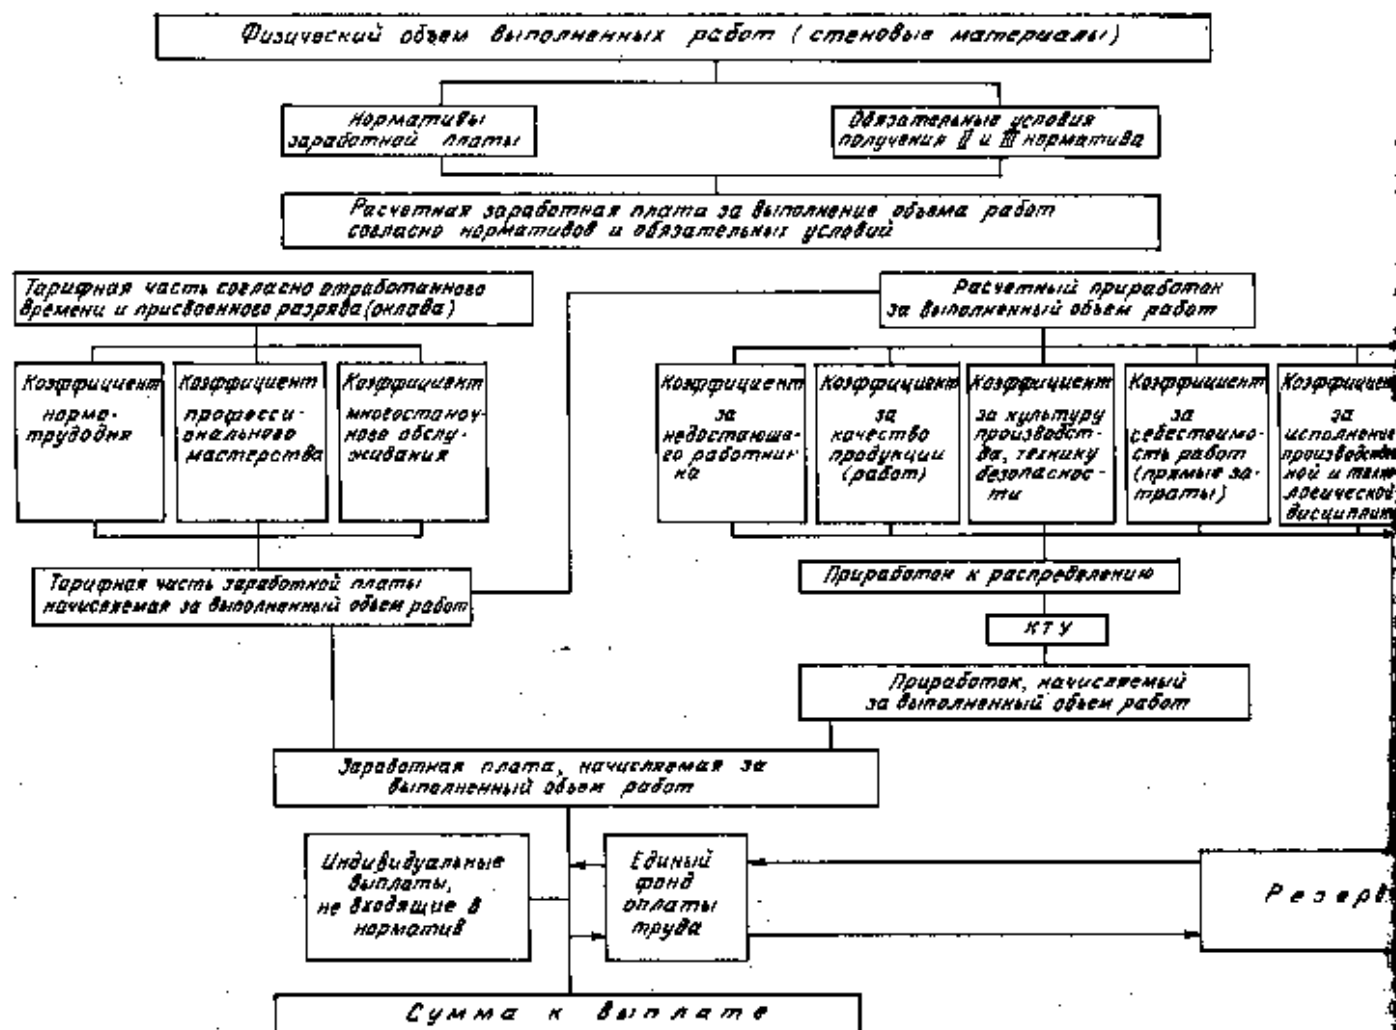 Физический объем выполненных работ (стеновые материалы)
Нормативы
заработной платы
Обязательные условия
получения II и III норматива
Расчетная заработная плата за выполнение объема работ
согласно нормативов и обязательных условий
Тарифная часть согласно отработанного
времени и присвоенного разряда (оклада)
Расчетный приработок
за выполненный объем работ
Коэффициент
нормо-
трудодня
Коэффициент
професси-
онального
мастерства
Коэффициент
многостаноч-
ного обслу-
живания
Коэффициент
за
недостающе-
го работни-
ка
Коэффициент
за
качество
продукции
(работ)
Коэффициент
за культуру
производст-
ва, технику
безопаснос-
ти
Коэффициент
за
себестоимо-
сть работ
(прямые за-
траты)
Коэффициен
за
исполнение
производствен
ной и техно
логической
дисциплин
Тарифная часть заработной платы
начисляемая за выполненный объем работ
Приработок к распределению
КТУ
Приработок, начисляемый
за выполненный объем работ
Заработная плата, начисляемая за
выполненный объем работ
Индивидуальные
выплаты,
не входящие в
норматив
Единый
фонд
оплаты
труда
Резерв
Сумма к выплате